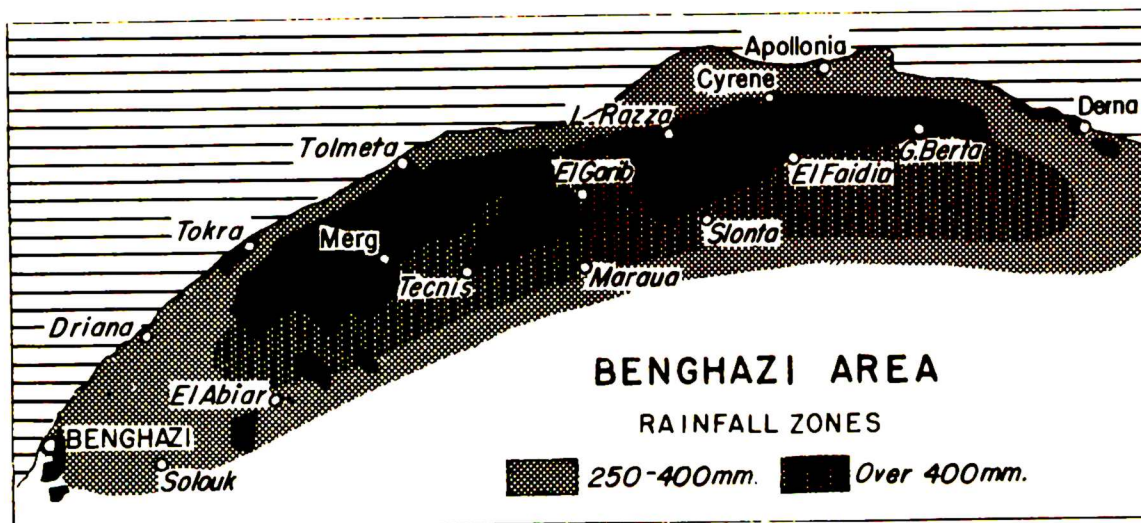 Apollonia
Cyrene
L. Razza
Derna
Tolmeta
El Garib
El Faidia
G. Berta
Tokra
Merg
Slonta
Tecnis
Maraua
Driana
BENGHAZI AREA
El Abiar
RAINFALL ZONES
BENGHAZI
Solouk
250-400mm.
Over 400mm.